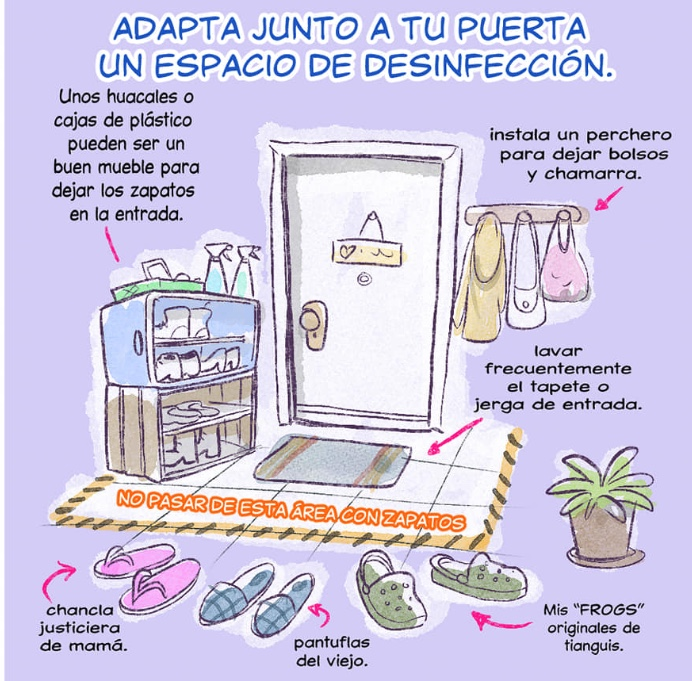 ADAPTA JUNTO A TU PUERTA
UN ESPACIO DE DESINFECCIÓN.
Unos huacales o
cajas de plástico
pueden ser un
buen mueble para
dejar los zapatos
en la entrada.
instala un perchero
para dejar bolsos
y chamarra.
lavar
frecuentemente
el tapete o
jerga de entrada.
NO PASAR DE ESTA ÁREA CON ZAPATOS
chancla
justiciera
de mamá.
pantuflas
del viejo.
Mis "FROGS"
originales de
tianguis.